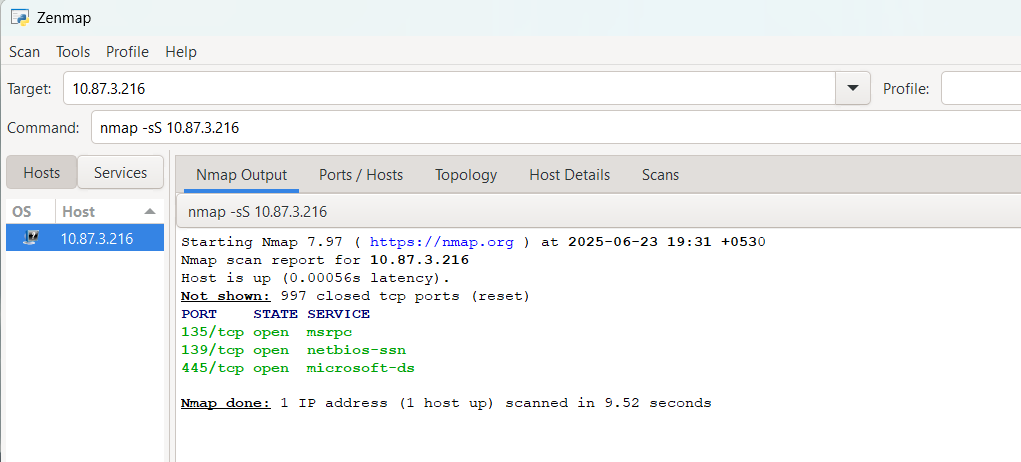 Zenmap
Scan Tools Profile Help
Target: 10.87.3.216 Profile:
Command: nmap -sS 10.87.3.216
Hosts Services
Nmap Output Ports / Hosts Topology Host Details Scans
OS Host
nmap -sS 10.87.3.216
10.87.3.216
Starting Nmap 7.97 ( https://nmap.org ) at 2025-06-23 19:31 +0530
Nmap scan report for 10.87.3.216
Host is up (0.00056s latency).
Not shown: 997 closed tcp ports (reset)
PORT STATE SERVICE
135/tcp open msrpc
139/tcp open netbios-ssn
445/tcp open microsoft-ds
Nmap done: 1 IP address (1 host up) scanned in 9.52 seconds